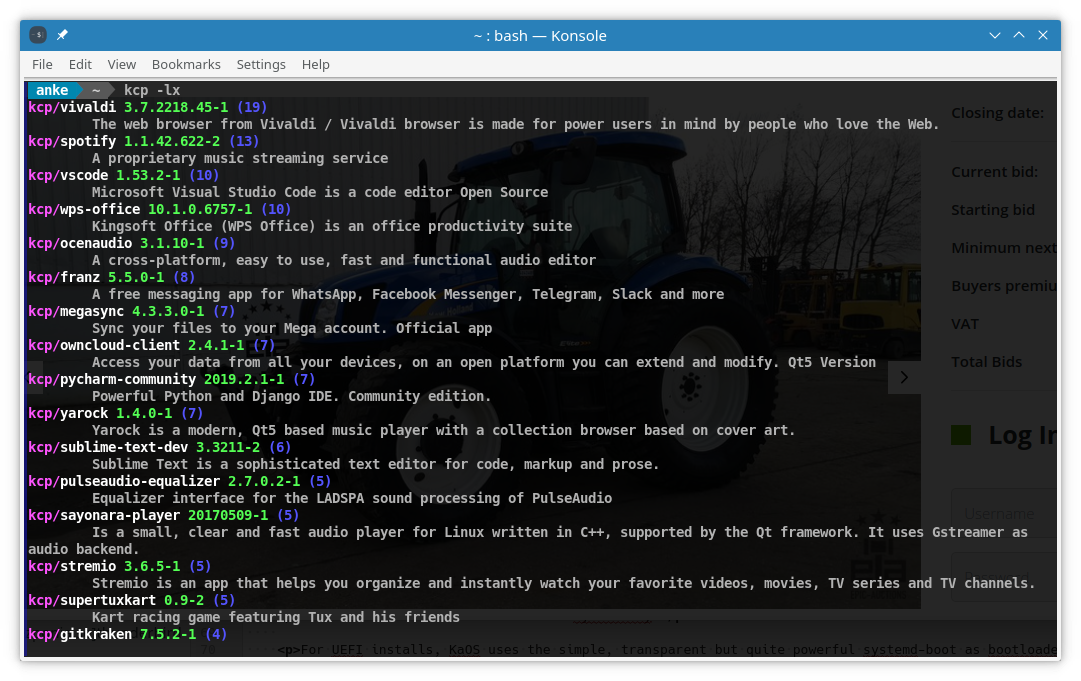 ~ : bash — Konsole
File Edit View Bookmarks Settings Help
anke ~ kcp -lx
kcp/vivaldi 3.7.2218.45-1 (19)
The web browser from Vivaldi / Vivaldi browser is made for power users in mind by people who love the Web.
kcp/spotify 1.1.42.622-2 (13)
A proprietary music streaming service
kcp/vscode 1.53.2-1 (10)
Microsoft Visual Studio Code is a code editor Open Source
kcp/wps-office 10.1.0.6757-1 (10)
Kingsoft Office (WPS Office) is an office productivity suite
kcp/ocenaudio 3.1.10-1 (9)
A cross-platform, easy to use, fast and functional audio editor
kcp/franz 5.5.0-1 (8)
A free messaging app for WhatsApp, Facebook Messenger, Telegram, Slack and more
kcp/megasync 4.3.3.0-1 (7)
Sync your files to your Mega account. Official app
kcp/owncloud-client 2.4.1-1 (7)
Access your data from all your devices, on an open platform you can extend and modify. Qt5 Version
kcp/pycharm-community 2019.2.1-1 (7)
Powerful Python and Django IDE. Community edition.
kcp/yarock 1.4.0-1 (7)
Yarock is a modern, Qt5 based music player with a collection browser based on cover art.
kcp/sublime-text-dev 3.3211-2 (6)
Sublime Text is a sophisticated text editor for code, markup and prose.
kcp/pulseaudio-equalizer 2.7.0.2-1 (5)
Equalizer interface for the LADSPA sound processing of PulseAudio
kcp/sayonara-player 20170509-1 (5)
Is a small, clear and fast audio player for Linux written in C++, supported by the Qt framework. It uses Gstreamer as
audio backend.
kcp/stremio 3.6.5-1 (5)
Stremio is an app that helps you organize and instantly watch your favorite videos, movies, TV series and TV channels.
kcp/supertuxkart 0.9-2 (5)
Kart racing game featuring Tux and his friends
kcp/gitkraken 7.5.2-1 (4)
Closing date:
Current bid:
Starting bid
Minimum next
Buyers premiu
VAT
Total Bids
Log In
Username
76 <p>For UEFI installs, KaOS uses the simple, transparent but quite powerful systemd-boot as bootloade